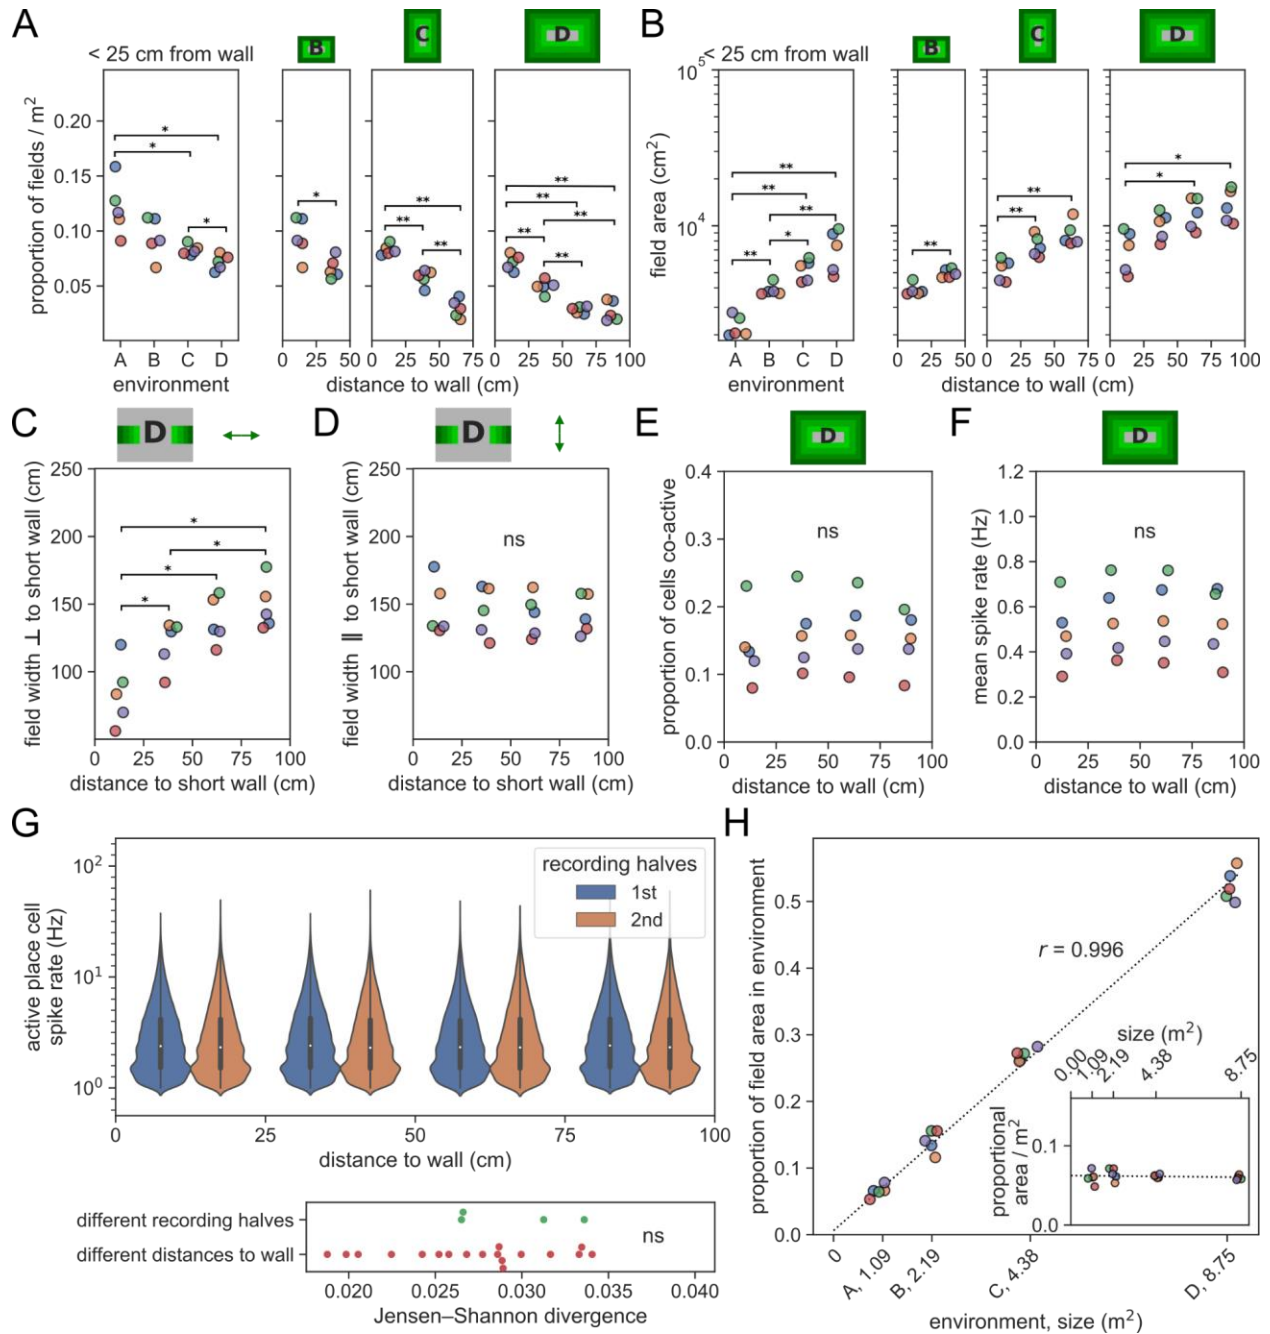 A
B
< 25 cm from wall
B
C
D
< 25 cm from wall
B
C
D
proportion of fields / m²
0.20
0.15
0.10
0.05
*
*
*
*
**
**
**
**
**
**
**
**
A B C D
environment
0 25 50
0 25 50 75
0 25 50 75 100
distance to wall (cm)
field area (cm²)
10⁵
10⁴
**
**
**
*
**
**
**
**
*
*
A B C D
environment
0 25 50
0 25 50 75
0 25 50 75 100
distance to wall (cm)
C
D
field width ⊥ to short wall (cm)
250
200
150
100
*
*
*
*
0 25 50 75 100
distance to short wall (cm)
D
D
field width ∥ to short wall (cm)
250
200
150
100
ns
0 25 50 75 100
distance to short wall (cm)
E
D
proportion of cells co-active
0.4
0.3
0.2
0.1
0.0
ns
0 25 50 75 100
distance to wall (cm)
F
D
mean spike rate (Hz)
1.2
1.0
0.8
0.6
0.4
0.2
0.0
ns
0 25 50 75 100
distance to wall (cm)
G
active place cell
spike rate (Hz)
10²
10¹
10⁰
recording halves
1st
2nd
0 25 50 75 100
distance to wall (cm)
different recording halves
different distances to wall
ns
0.020 0.025 0.030 0.035 0.040
Jensen–Shannon divergence
H
proportion of field area in environment
0.5
0.4
0.3
0.2
0.1
0.0
r = 0.996
size (m²)
0.00
1.09
2.19
4.38
8.75
proportional
area / m²
0.1
0.0
0
A, 1.09
B, 2.19
C, 4.38
D, 8.75
environment, size (m²)